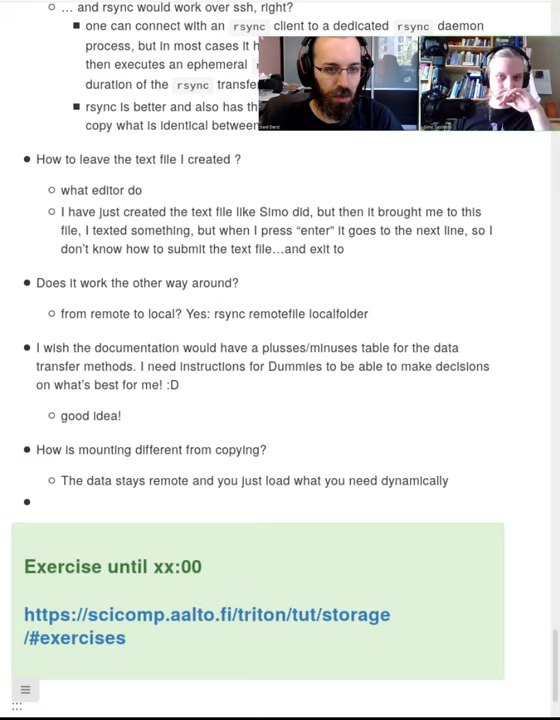 … and rsync would work over ssh, right?
one can connect with an rsync client to a dedicated rsync daemon
process, but in most cases it
then executes an ephemeral
duration of the rsync
rsync is better and also has
copy what is identical between
How to leave the text file I created ?
what editor do
I have just created the text file like Simo did, but then it brought me to this
file, I texted something, but when I press “enter” it goes to the next line, so I
don’t know how to submit the text file…and exit to
Does it work the other way around?
from remote to local? Yes: rsync remotefile localfolder
I wish the documentation would have a plusses/minuses table for the data
transfer methods. I need instructions for Dummies to be able to make decisions
on what’s best for me! :D
good idea!
How is mounting different from copying?
The data stays remote and you just load what you need dynamically
Exercise until xx:00
https://scicomp.aalto.fi/triton/tut/storage
/#exercises
:::